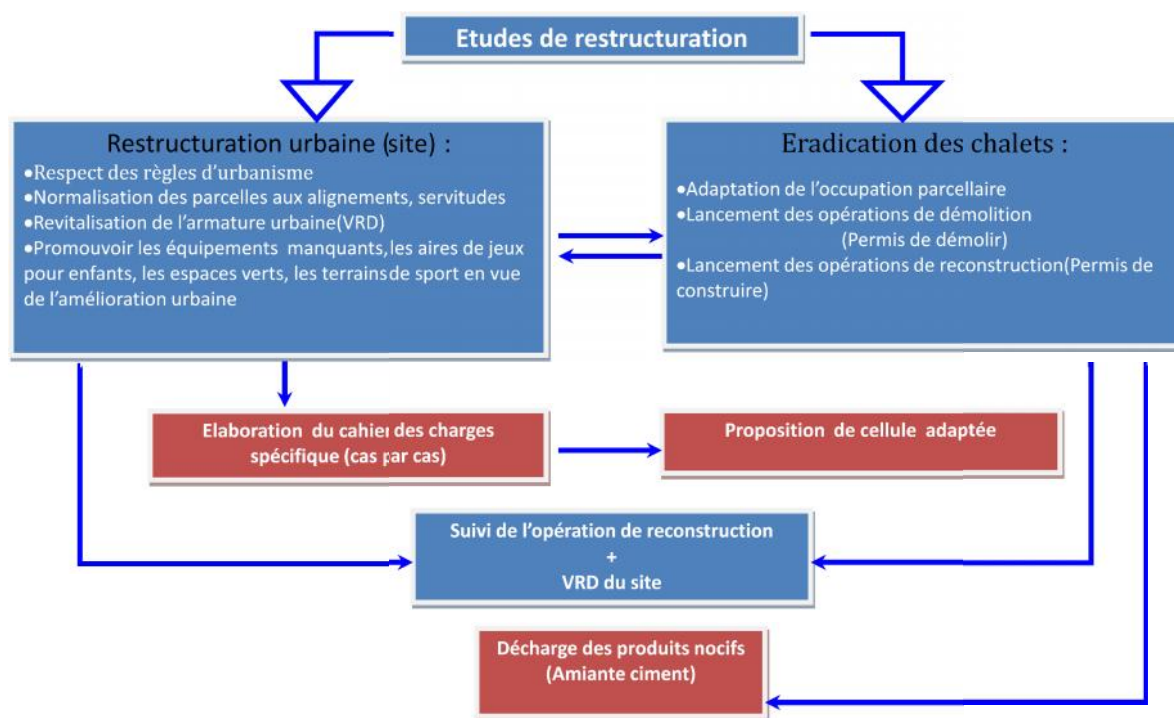 Etudes de restructuration
Restructuration urbaine (site) :
•Respect des règles d’urbanisme
•Normalisation des parcelles aux alignements, servitudes
•Revitalisation de l’armature urbaine(VRD)
•Promouvoir les équipements manquants,les aires de jeux
pour enfants, les espaces verts, les terrains de sport en vue
de l’amélioration urbaine
Eradication des chalets :
•Adaptation de l’occupation parcellaire
•Lancement des opérations de démolition
(Permis de démolir)
•Lancement des opérations de reconstruction(Permis de
construire)
Elaboration du cahier des charges
spécifique (cas par cas)
Proposition de cellule adaptée
Suivi de l’opération de reconstruction
+
VRD du site
Décharge des produits nocifs
(Amiante ciment)